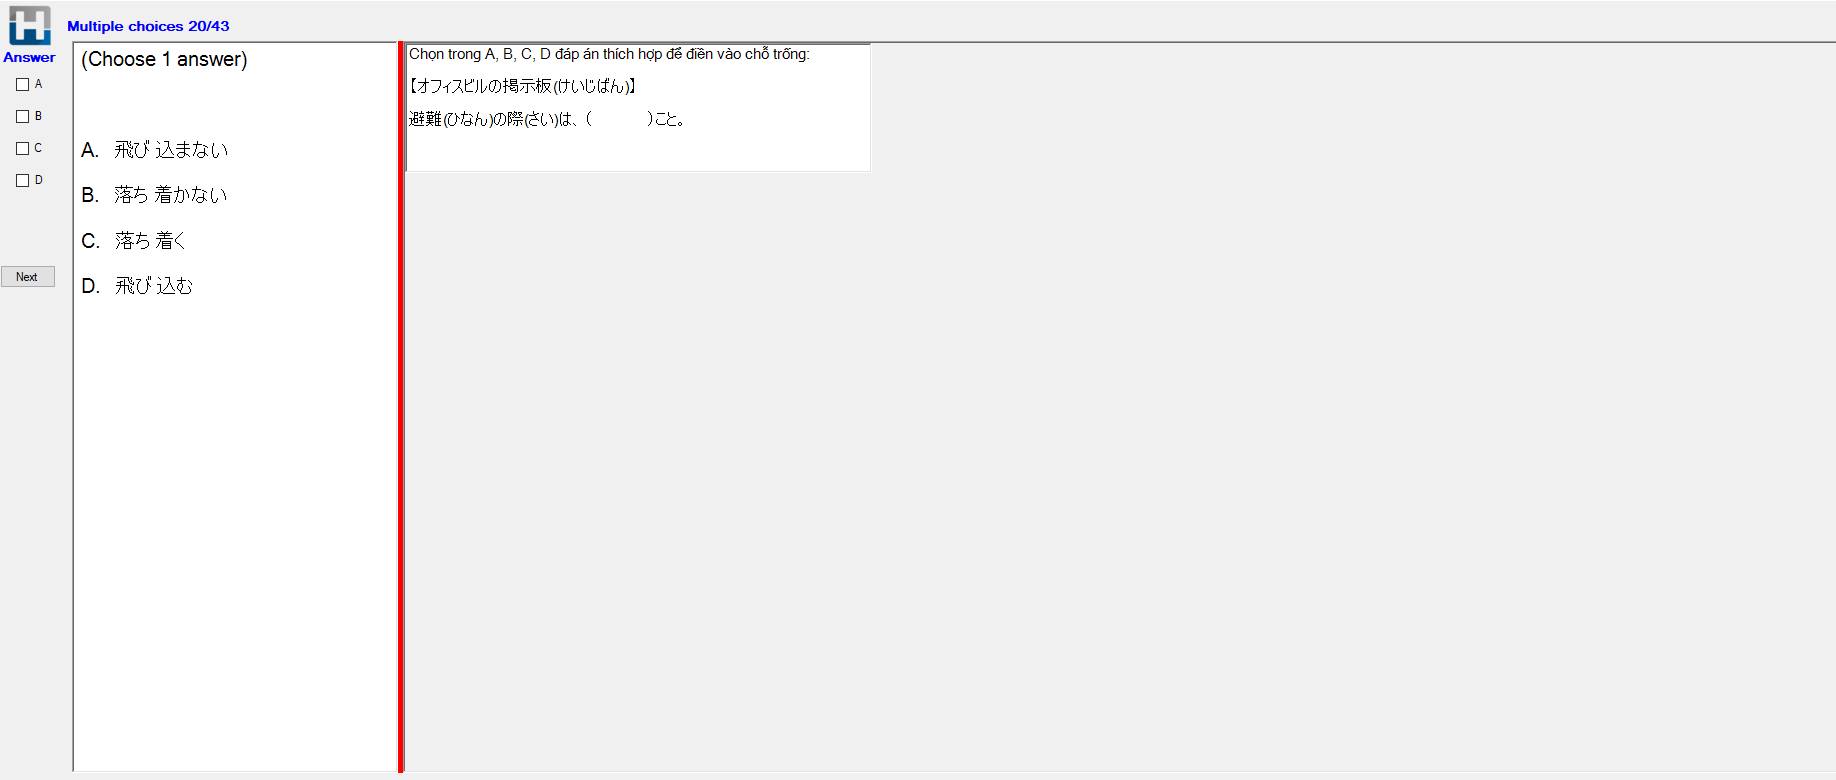 Multiple choices 20/43
Answer
A
B
C
D
Next
(Choose 1 answer)
A. 飛び 込まない
B. 落ち 着かない
C. 落ち 着く
D. 飛び 込む
Chọn trong A, B, C, D đáp án thích hợp để điền vào chỗ trống:
【オフィスビルの掲示板(けいじばん)】
避難(ひなん)の際(さい)は、（　　　）こと。